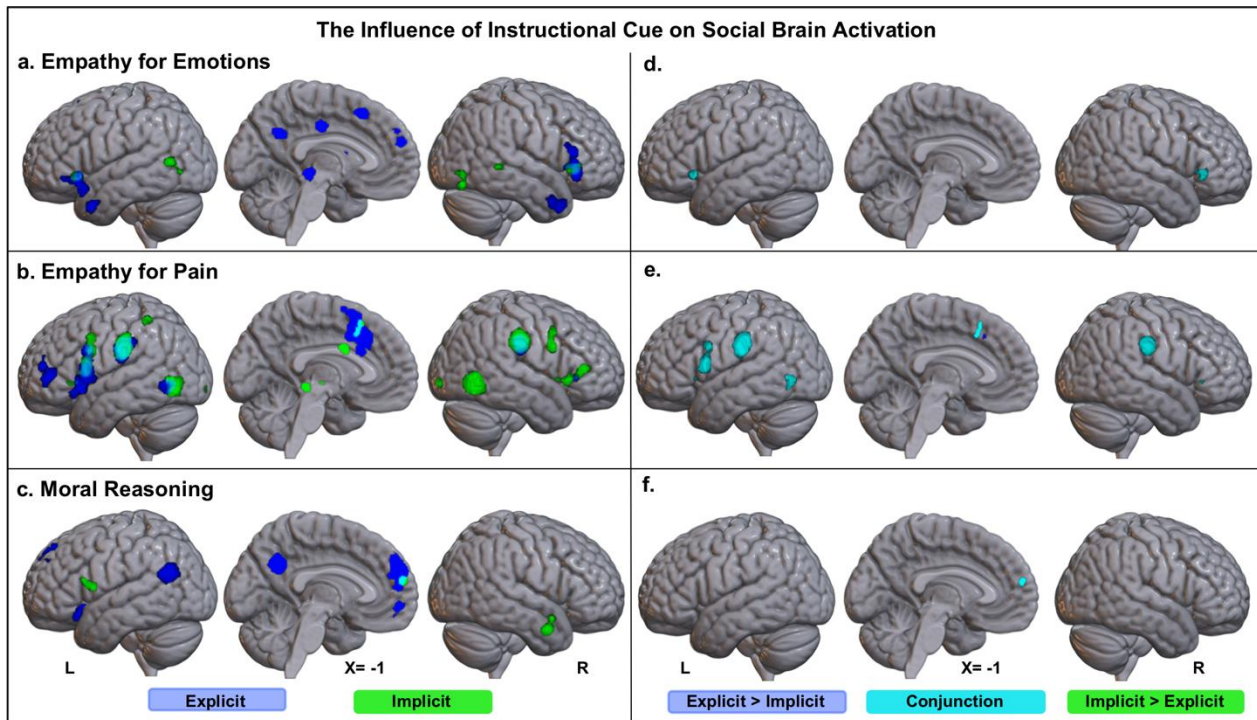 The Influence of Instructional Cue on Social Brain Activation
a. Empathy for Emotions
d.
b. Empathy for Pain
e.
c. Moral Reasoning
f.
L X= -1 R
L X= -1 R
Explicit Implicit
Explicit > Implicit Conjunction Implicit > Explicit